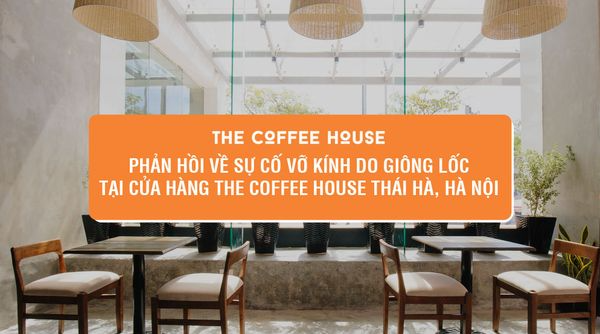 THE COFFEE HOUSE
PHẢN HỒI VỀ SỰ CỐ VỠ KÍNH DO GIÔNG LỐC
TẠI CỬA HÀNG THE COFFEE HOUSE THÁI HÀ, HÀ NỘI